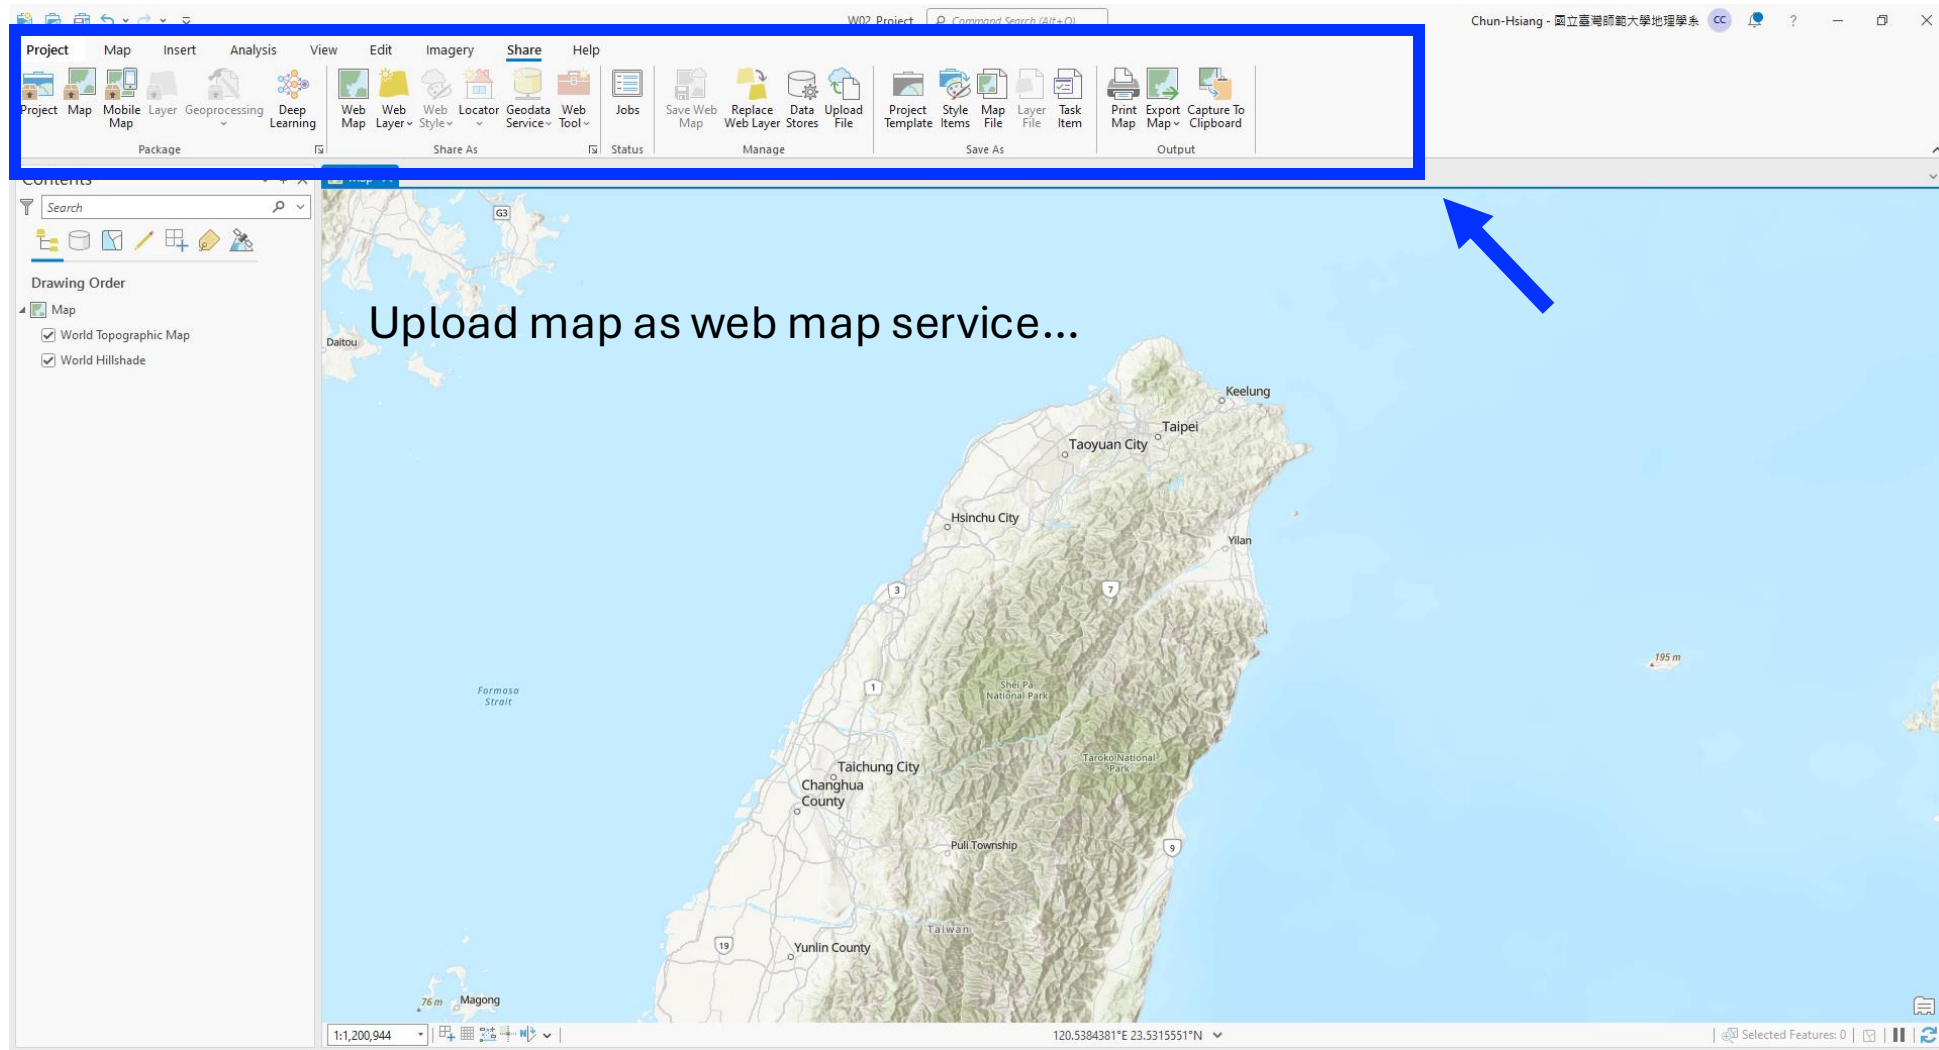 W02_Project
Command Search (Alt+Q)
Chun-Hsiang - 國立臺灣師範大學地理學系
CC
?
Project Map Insert Analysis View Edit Imagery Share Help
Project Map Mobile Map Layer Geoprocessing Deep Learning
Web Map Web Layer Web Style Locator Geodata Service Web Tool
Jobs
Save Web Map Replace Web Layer Data Stores Upload File
Project Template Style Items Map File Layer File Task Item
Print Map Export Map Capture To Clipboard
Package Share As Status Manage Save As Output
Contents
Map
Search
Drawing Order
Map
World Topographic Map
World Hillshade
G3
Upload map as web map service...
Daitou
Keelung
Taipei
Taoyuan City
Hsinchu City
Yilan
3
7
195 m
1
Shei Pa
National Park
Formosa
Strait
Taroko National
Park
Taichung City
Changhua
County
Puli Township
9
Taiwan
19
Yunlin County
76 m
Magong
1:1,200,944
120.5384381°E 23.5315551°N
Selected Features: 0